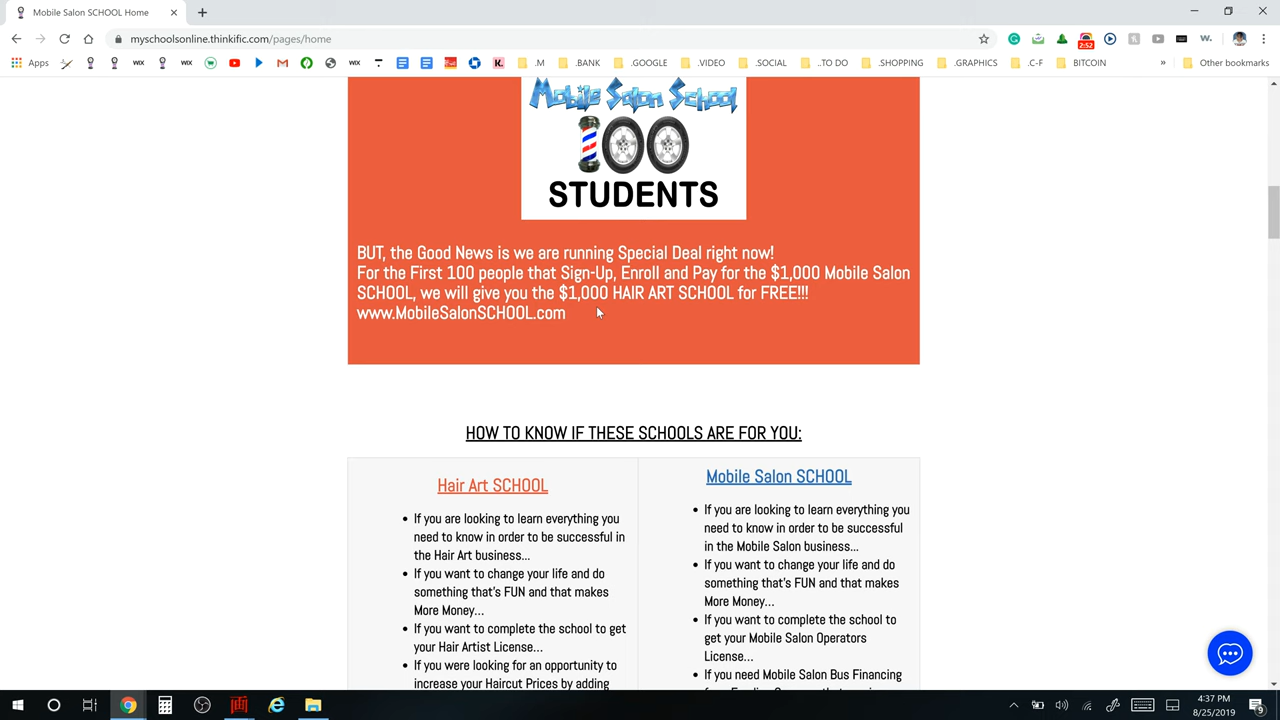 Mobile Salon SCHOOL Home
myschoolsonline.thinkific.com/pages/home
2:52
Apps
WIX
WIX
.M
.BANK
.GOOGLE
.VIDEO
.SOCIAL
..TO DO
.SHOPPING
.GRAPHICS
.C-F
BITCOIN
»
Other bookmarks
Mobile Salon School
100
STUDENTS
BUT, the Good News is we are running Special Deal right now!
For the First 100 people that Sign-Up, Enroll and Pay for the $1,000 Mobile Salon
SCHOOL, we will give you the $1,000 HAIR ART SCHOOL for FREE!!!
www.MobileSalonSCHOOL.com
HOW TO KNOW IF THESE SCHOOLS ARE FOR YOU:
Hair Art SCHOOL
• If you are looking to learn everything you
need to know in order to be successful in
the Hair Art business...
• If you want to change your life and do
something that's FUN and that makes
More Money...
• If you want to complete the school to get
your Hair Artist License...
• If you were looking for an opportunity to
increase your Haircut Prices by adding
Mobile Salon SCHOOL
• If you are looking to learn everything you
need to know in order to be successful
in the Mobile Salon business...
• If you want to change your life and do
something that's FUN and that makes
More Money...
• If you want to complete the school to
get your Mobile Salon Operators
License...
• If you need Mobile Salon Bus Financing
4:37 PM
8/25/2019